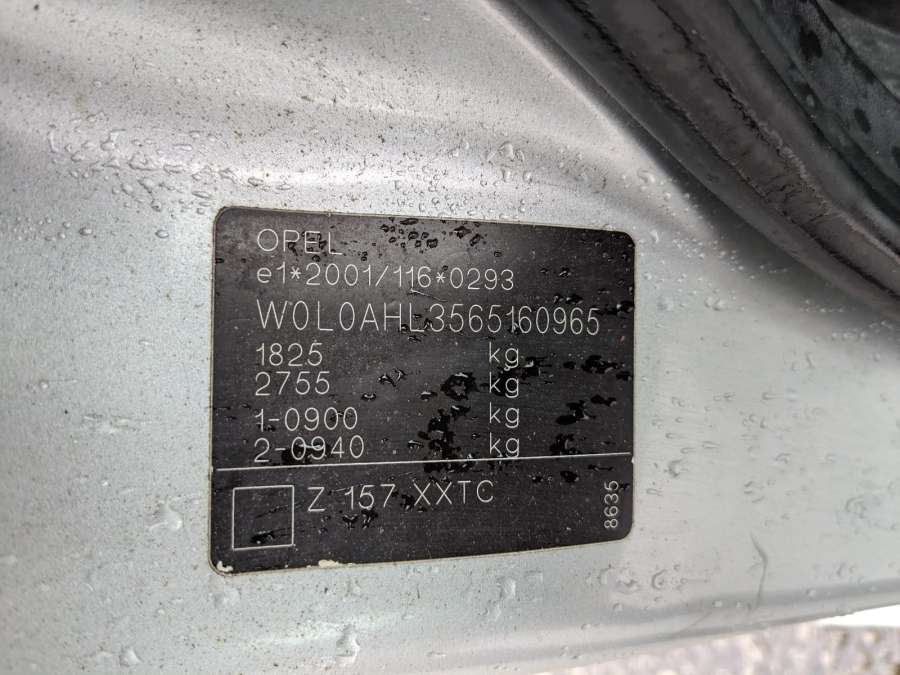 OPEL
e1*2001/116*0293
W0L0AHL3565160965
1825 kg
2755 kg
1-0900 kg
2-0940 kg
Z 157 XXTC
8635